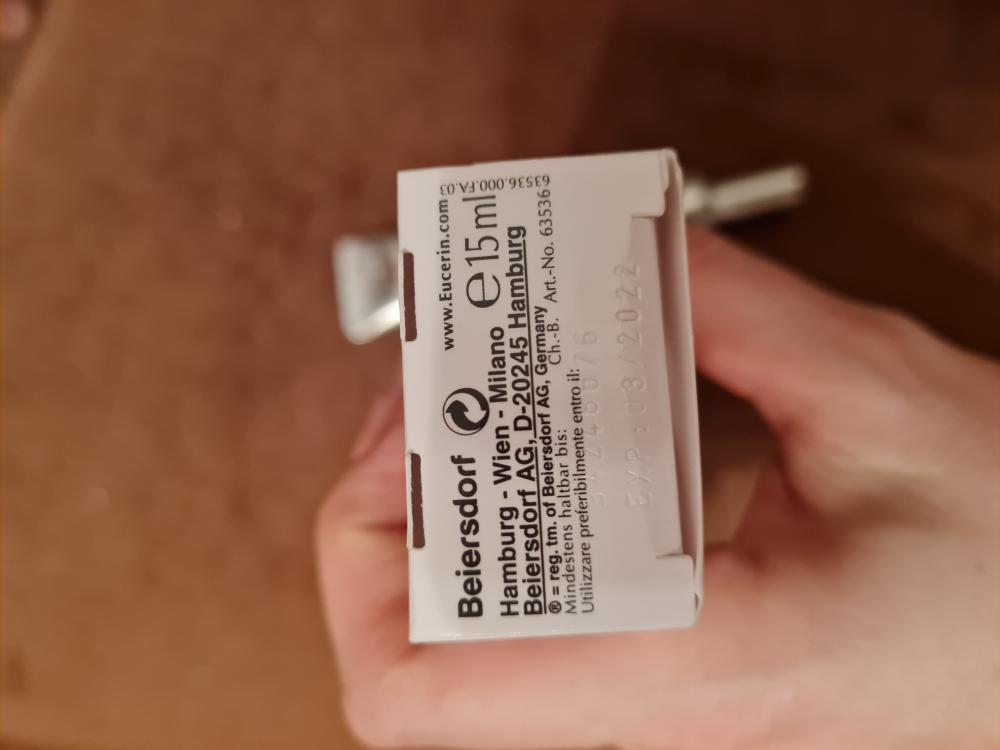 www.Eucerin.com
63536.000.FA.03
Beiersdorf e 15 ml
Hamburg - Wien - Milano
Beiersdorf AG, D-20245 Hamburg
® = reg. tm. of Beiersdorf AG, Germany
Mindestens haltbar bis: Ch.-B. Art.-No. 63536
Utilizzare preferibilmente entro il:
EXP : 03/2022